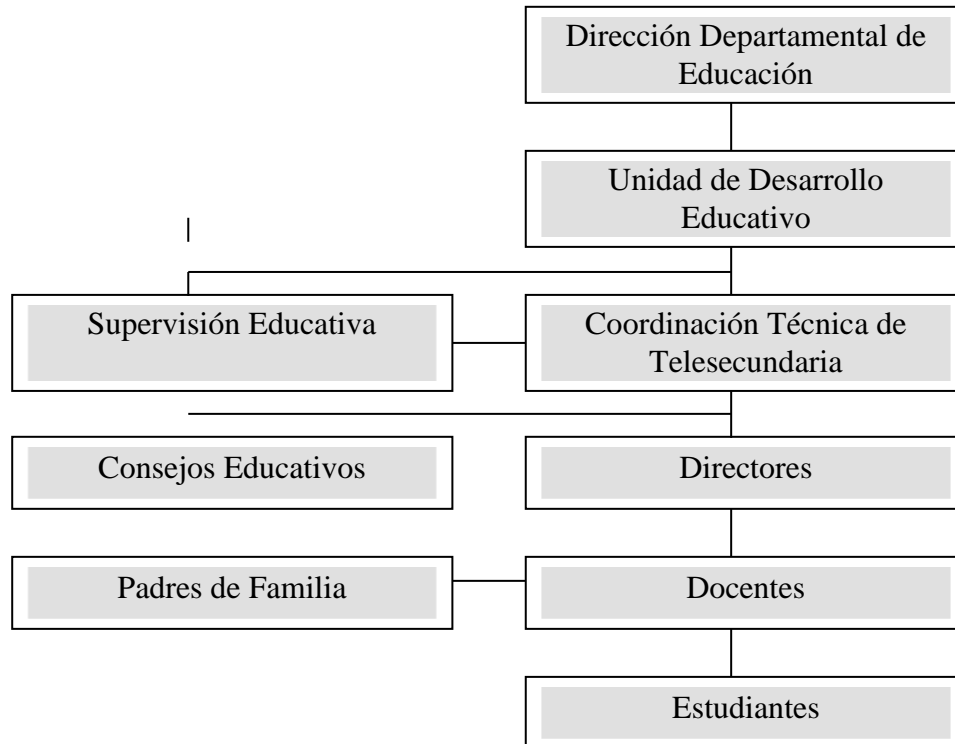 Dirección Departamental de
Educación
Unidad de Desarrollo
Educativo
Supervisión Educativa
Coordinación Técnica de
Telesecundaria
Consejos Educativos
Directores
Padres de Familia
Docentes
Estudiantes